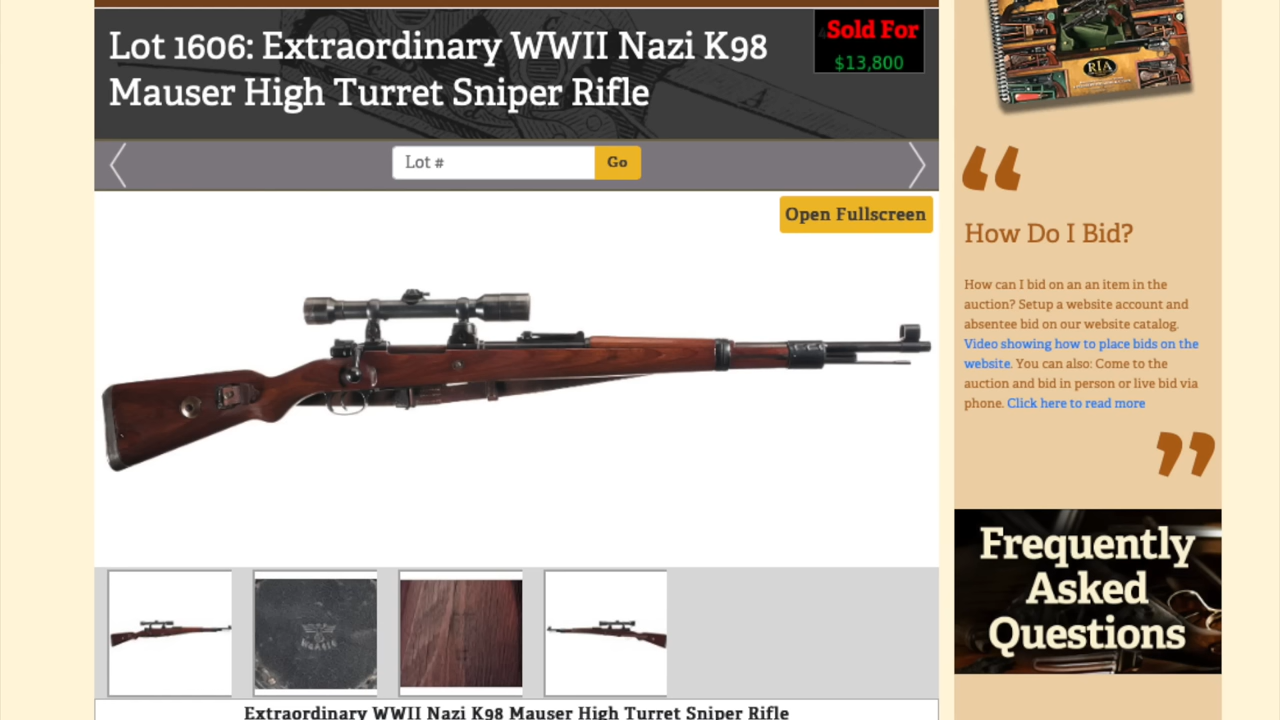 Lot 1606: Extraordinary WWII Nazi K98
Mauser High Turret Sniper Rifle
Sold For
$13,800
Lot #
Go
Open Fullscreen
Extraordinary WWII Nazi K98 Mauser High Turret Sniper Rifle
RIA
How Do I Bid?
How can I bid on an an item in the
auction? Setup a website account and
absentee bid on our website catalog.
Video showing how to place bids on the
website. You can also: Come to the
auction and bid in person or live bid via
phone. Click here to read more
Frequently
Asked
Questions